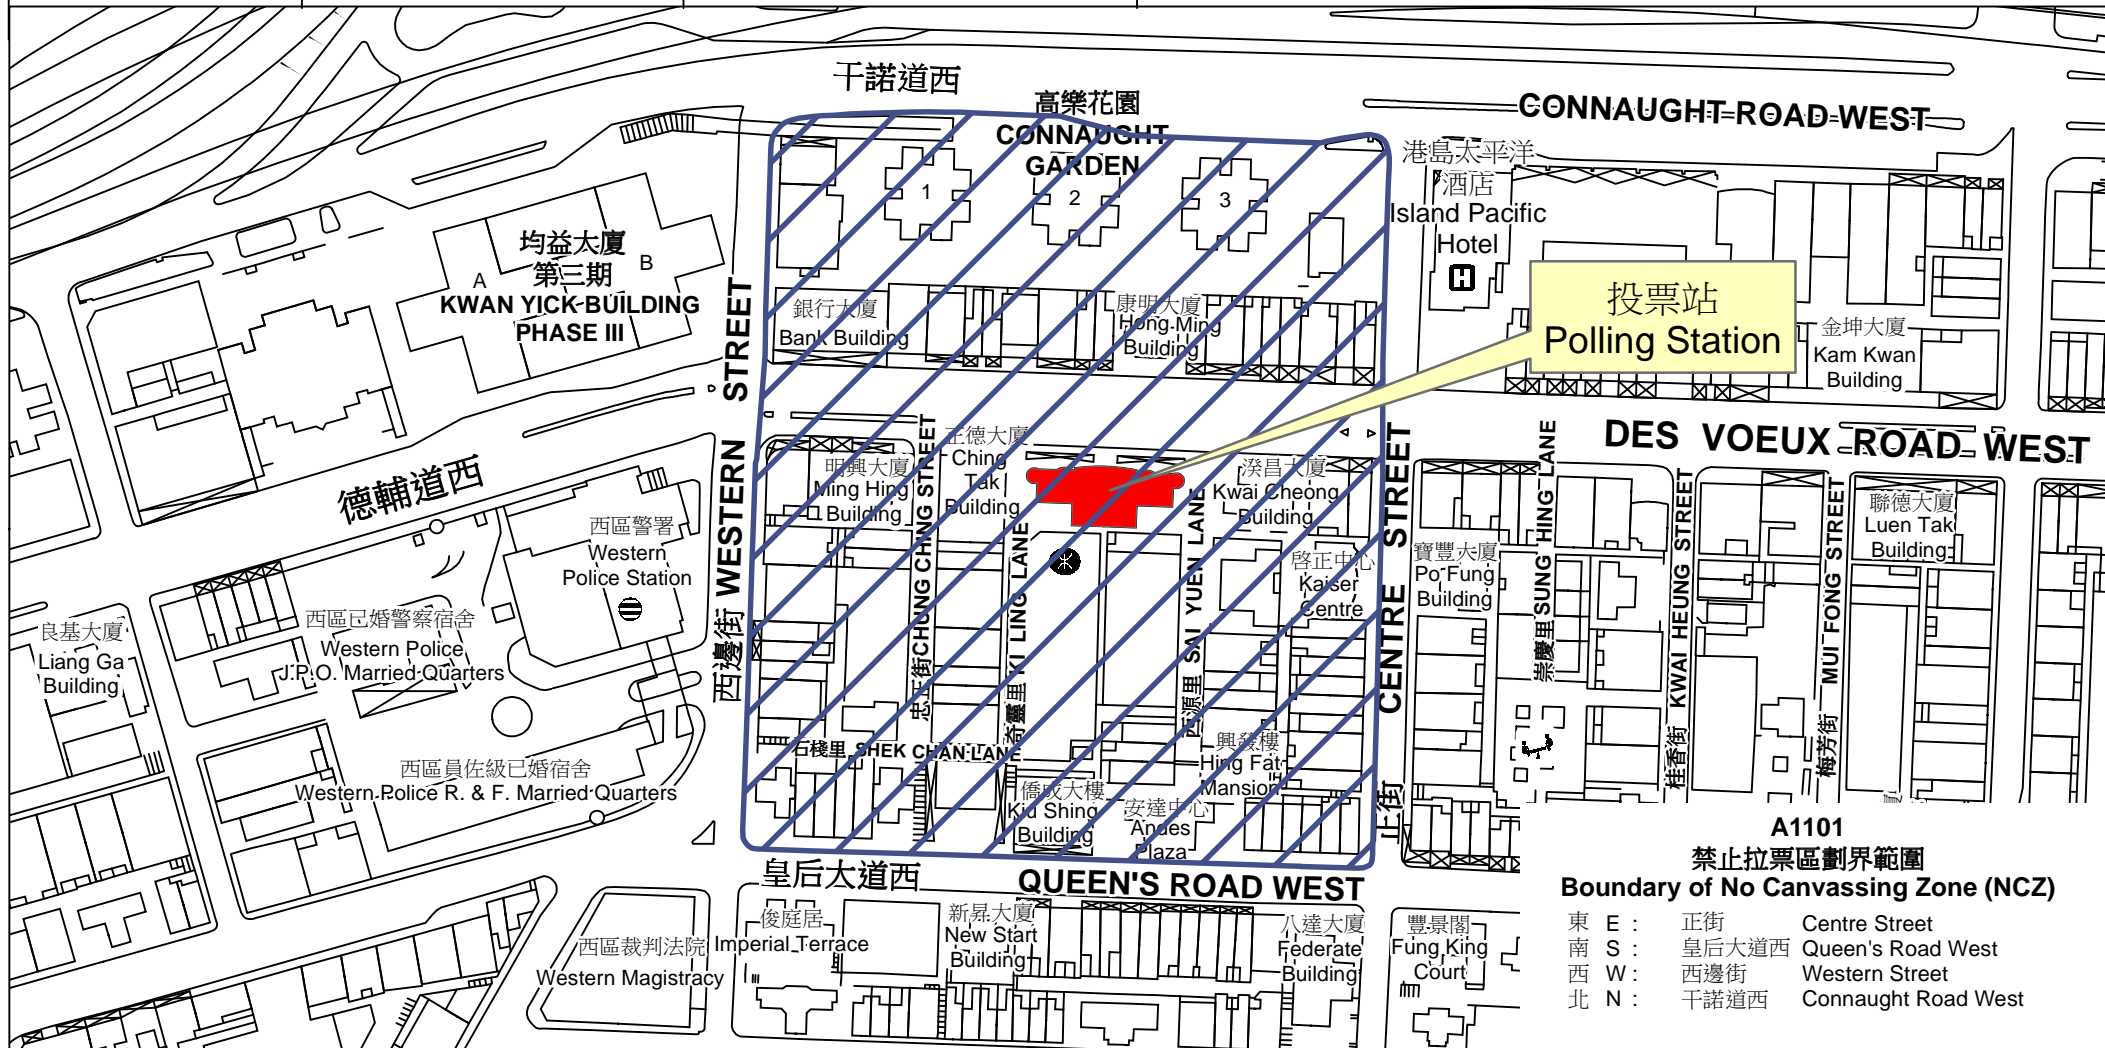 干諾道西
高樂花園
CONNAUGHT
GARDEN
CONNAUGHT ROAD WEST
港島太平洋
酒店
Island Pacific
Hotel
H
1
2
3
均益大廈
第三期
A
B
KWAN YICK BUILDING
PHASE III
銀行大廈
Bank Building
康明大廈
Hong Ming
Building
投票站
Polling Station
金坤大廈
Kam Kwan
Building
德輔道西
DES VOEUX ROAD WEST
西邊街 WESTERN STREET
明興大廈
Ming Hing
Building
忠正街 CHUNG CHING STREET
正德大廈
Ching
Tak
Building
奇靈里 KI LING LANE
西源里 SAI YUEN LANE
溁昌大廈
Kwai Cheong
Building
啓正中心
Kaiser
Centre
正街 CENTRE STREET
寶豐大廈
Po Fung
Building
崇慶里 SUNG HING LANE
桂香街 KWAI HEUNG STREET
梅芳街 MUI FONG STREET
聯德大廈
Luen Tak
Building
西區警署
Western
Police Station
西區已婚警察宿舍
Western Police
J.P.O. Married Quarters
良基大廈
Liang Ga
Building
西區員佐級已婚宿舍
Western Police R. & F. Married Quarters
石棧里 SHEK CHAN LANE
興發樓
Hing Fat
Mansion
僑成大樓
Kiu Shing
Building
安達中心
Andes
Plaza
皇后大道西
QUEEN'S ROAD WEST
西區裁判法院
Western Magistracy
俊庭居
Imperial Terrace
新昇大廈
New Start
Building
八達大廈
Federate
Building
豐景閣
Fung King
Court
A1101
禁止拉票區劃界範圍
Boundary of No Canvassing Zone (NCZ)
東 E : 正街 Centre Street
南 S : 皇后大道西 Queen's Road West
西 W : 西邊街 Western Street
北 N : 干諾道西 Connaught Road West